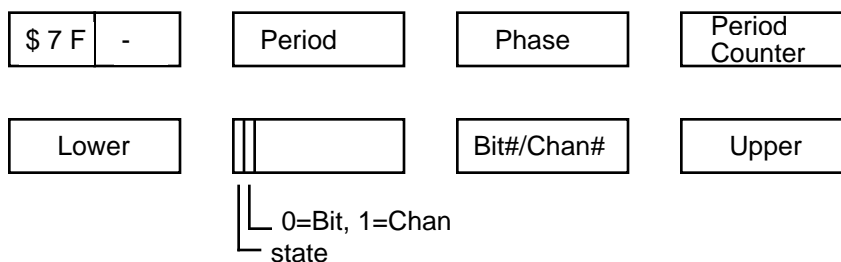 $ 7 F - Period Phase Period
Counter
Lower Bit#/Chan# Upper
0=Bit, 1=Chan
state